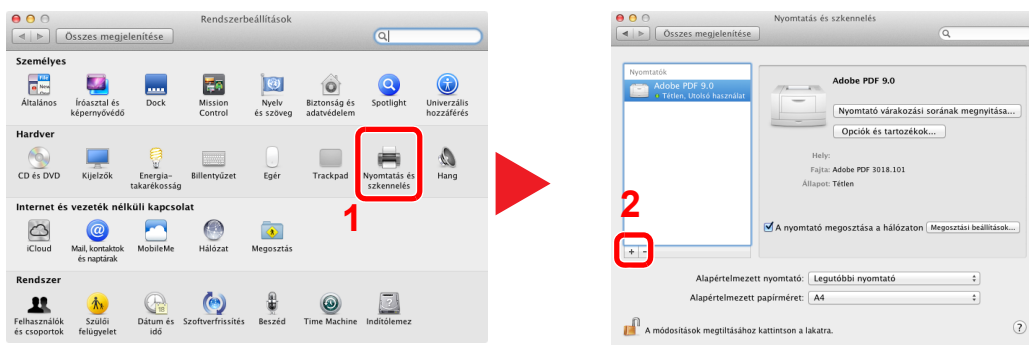 Rendszerbeállítások
Összes megjelenítése
Személyes
Általános
Íróasztal és képernyővédő
Dock
Mission Control
Nyelv és szöveg
Biztonság és adatvédelem
Spotlight
Univerzális hozzáférés
Hardver
CD és DVD
Kijelzők
Energia-takarékosság
Billentyűzet
Egér
Trackpad
Nyomtatás és szkennelés
Hang
1
Internet és vezeték nélküli kapcsolat
iCloud
Mail, kontaktok és naptárak
MobileMe
Hálózat
Megosztás
Rendszer
Felhasználók és csoportok
Szülői felügyelet
Dátum és idő
Szoftverfrissítés
Beszéd
Time Machine
Indítólemez
Nyomtatás és szkennelés
Összes megjelenítése
Nyomtatók
Adobe PDF 9.0
Tétlen, Utolsó használat
2
+ -
Adobe PDF 9.0
Nyomtató várakozási sorának megnyitása...
Opciók és tartozékok...
Hely:
Fajta: Adobe PDF 3018.101
Állapot: Tétlen
A nyomtató megosztása a hálózaton Megosztási beállítások...
Alapértelmezett nyomtató: Legutóbbi nyomtató
Alapértelmezett papírméret: A4
A módosítások megtiltásához kattintson a lakatra.
?